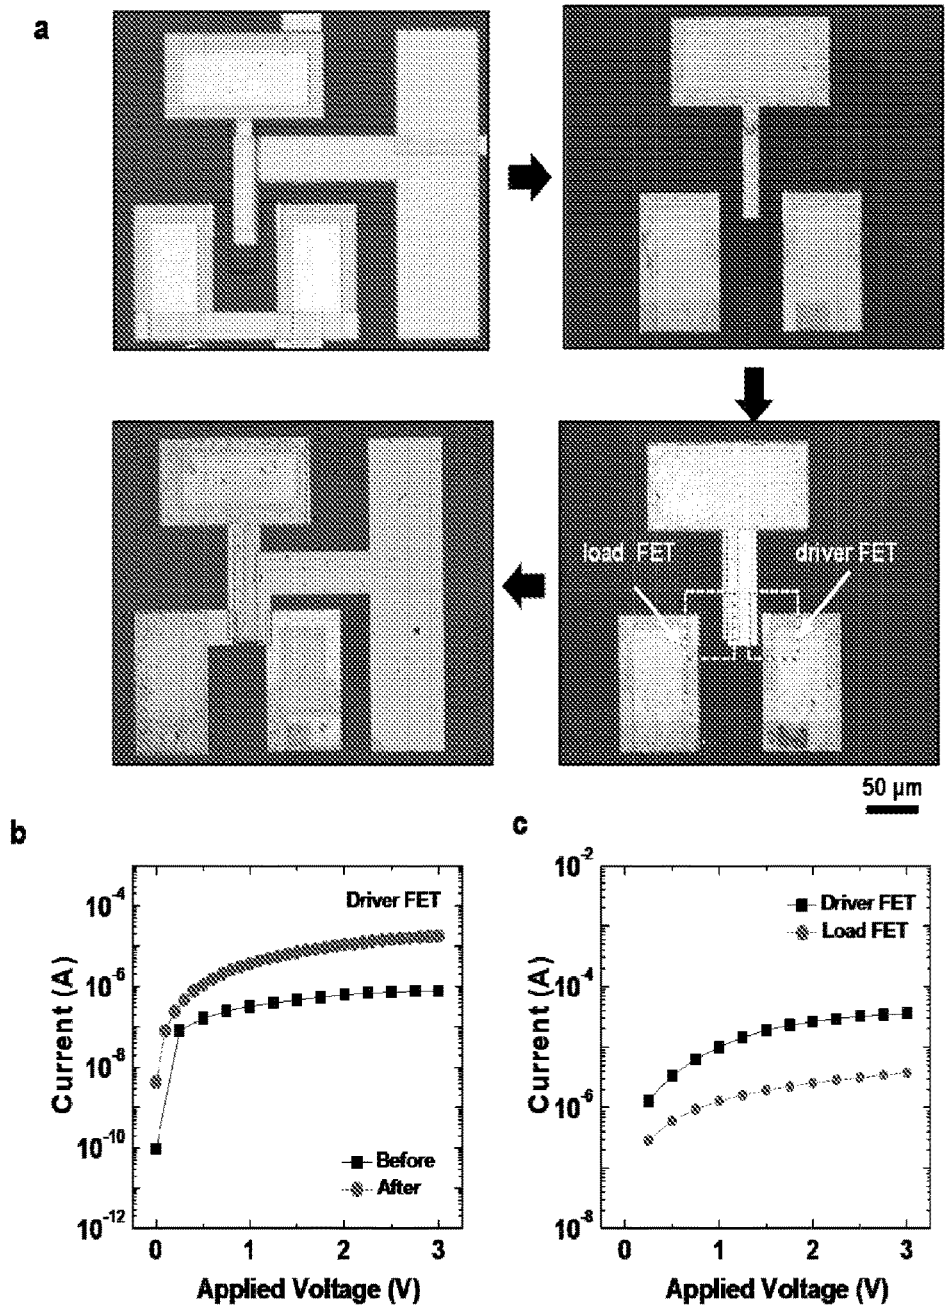 a
load FET
driver FET
50 μm
b
Driver FET
Before
After
10⁻⁴
10⁻⁶
10⁻⁸
10⁻¹⁰
10⁻¹²
Current (A)
0 1 2 3
Applied Voltage (V)
c
Driver FET
Load FET
10⁻²
10⁻⁴
10⁻⁶
10⁻⁸
Current (A)
0 1 2 3
Applied Voltage (V)